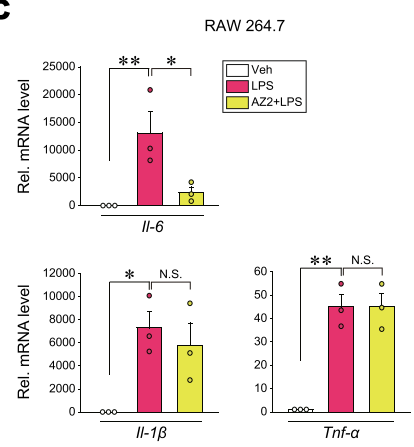 c
RAW 264.7
Rel. mRNA level
25000
20000
15000
10000
5000
0
** *
Veh
LPS
AZ2+LPS
Il-6
Rel. mRNA level
12000
10000
8000
6000
4000
2000
0
* N.S.
Il-1β
60
50
40
30
20
10
0
** N.S.
Tnf-α